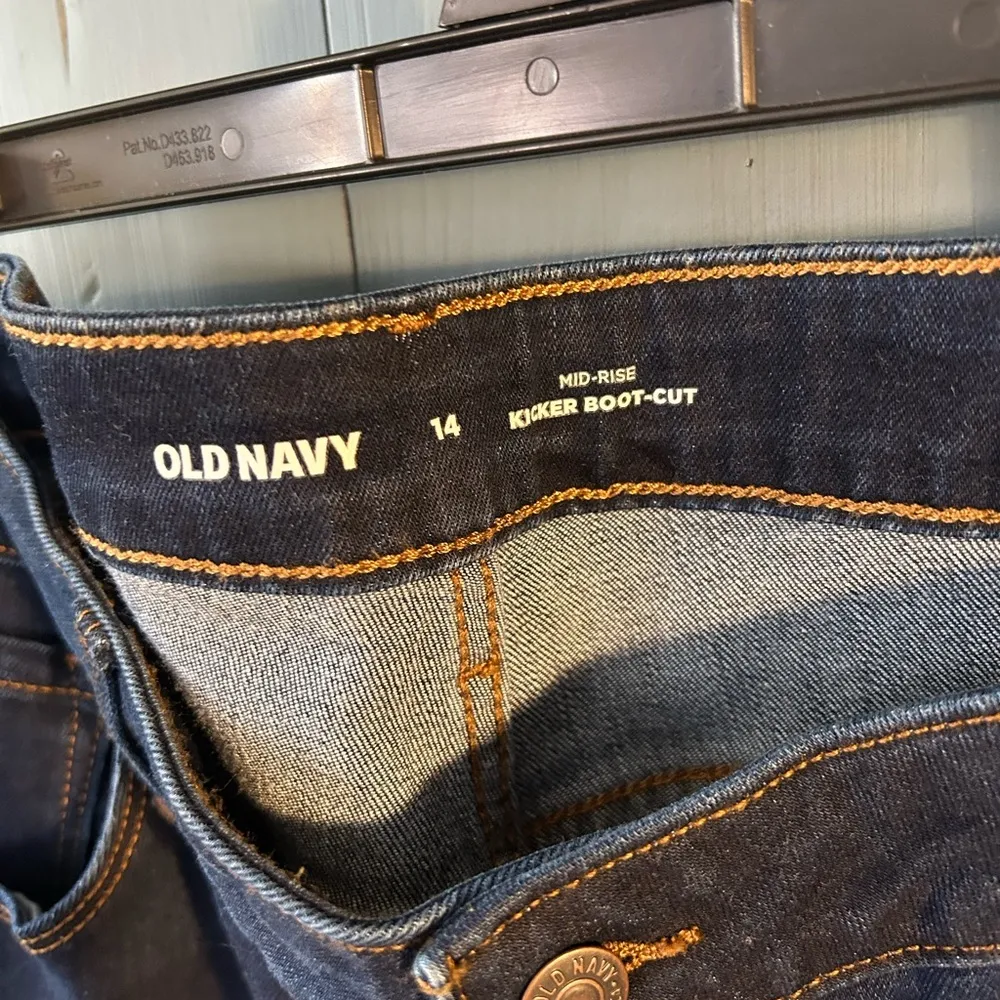 Pat.No.D433.822
D453.918
MID-RISE
OLD NAVY 14 KICKER BOOT-CUT
OLD NAVY